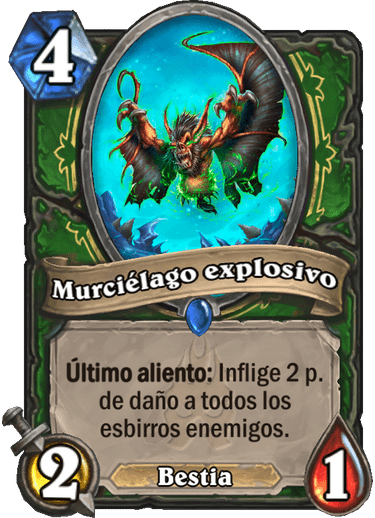 4
Murciélago explosivo
Último aliento: Inflige 2 p.
de daño a todos los
esbirros enemigos.
2
Bestia
1